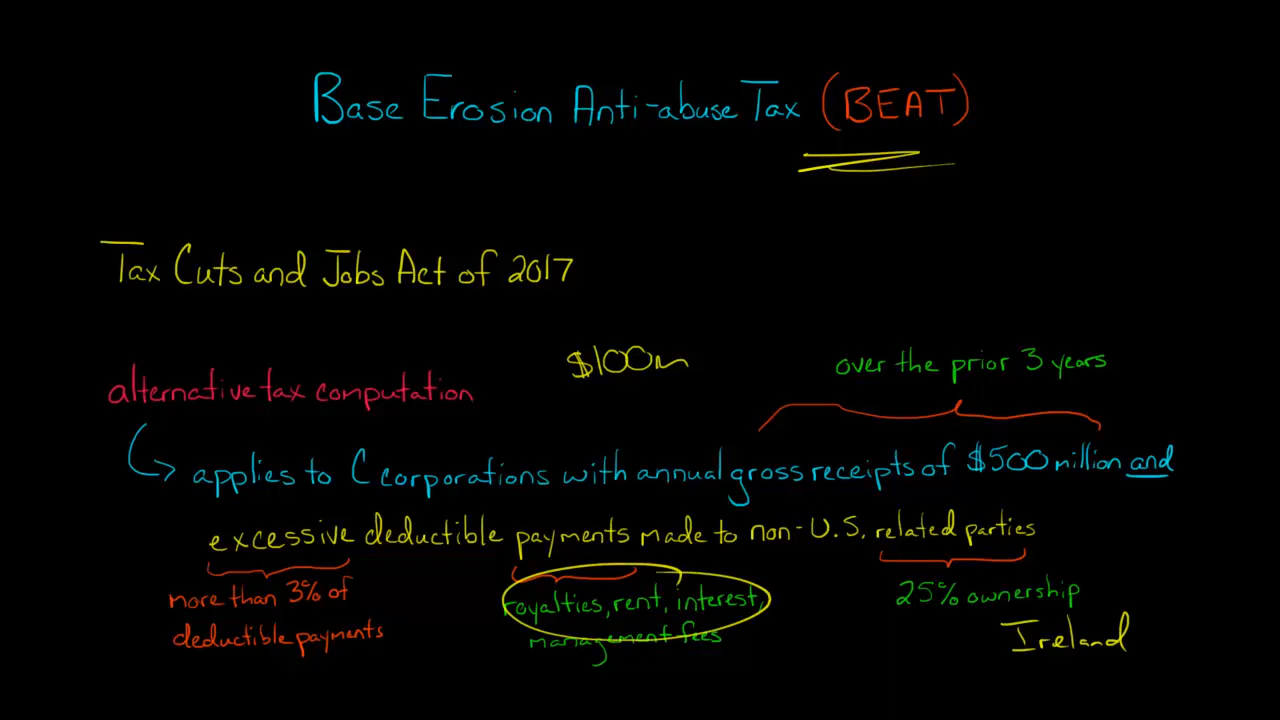 Base Erosion Anti-abuse Tax (BEAT)
Tax Cuts and Jobs Act of 2017
$100m
over the prior 3 years
alternative tax computation
applies to C corporations with annual gross receipts of $500 million and
excessive deductible payments made to non-U.S. related parties
more than 3% of
deductible payments
royalties, rent, interest,
management fees
25% ownership
Ireland